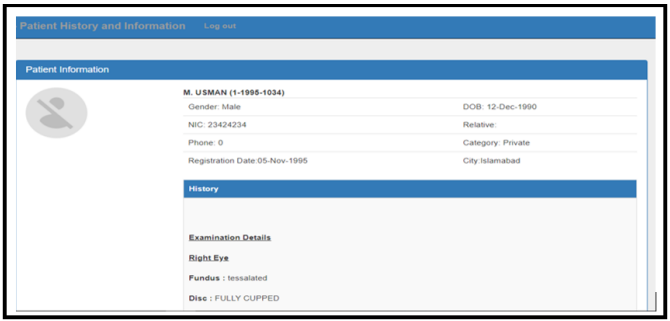 Patient History and Information Log out
Patient Information
M. USMAN (1-1995-1034)
Gender: Male DOB: 12-Dec-1990
NIC: 23424234 Relative:
Phone: 0 Category: Private
Registration Date:05-Nov-1995 City:Islamabad
History
Examination Details
Right Eye
Fundus : tessalated
Disc : FULLY CUPPED